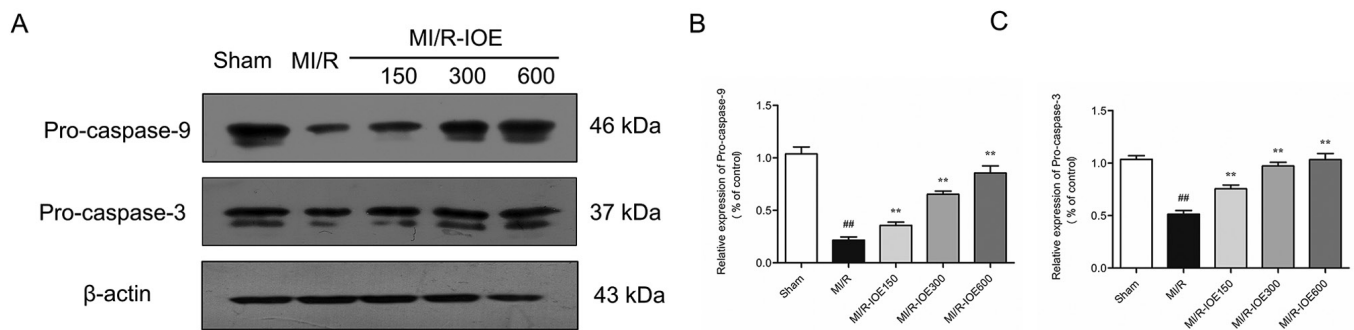 A
MI/R-IOE
Sham MI/R 150 300 600
Pro-caspase-9 46 kDa
Pro-caspase-3 37 kDa
β-actin 43 kDa
B
Relative expression of Pro-caspase-9
( % of control)
1.5
1.0
0.5
0.0
##
**
**
**
Sham
MI/R
MI/R-IOE150
MI/R-IOE300
MI/R-IOE600
C
Relative expression of Pro-caspase-3
( % of control)
1.5
1.0
0.5
0.0
##
**
**
**
Sham
MI/R
MI/R-IOE150
MI/R-IOE300
MI/R-IOE600